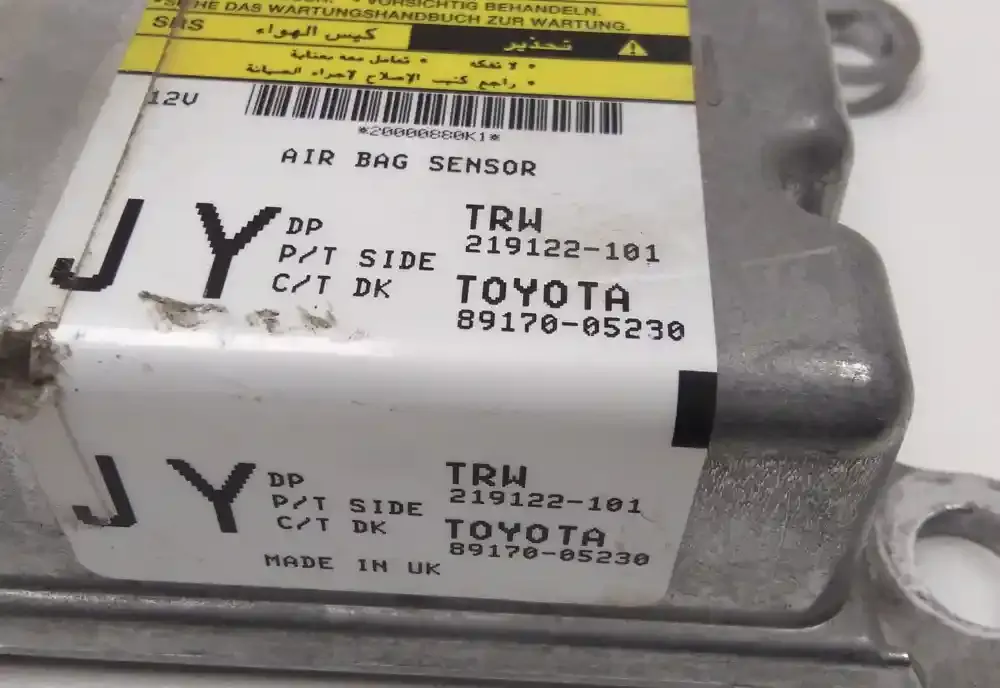 VORSICHTIG BEHANDELN.
SIEHE DAS WARTUNGSHANDBUCH ZUR WARTUNG.
SRS كيس الهواء تحذير
• لا تفكه • تعامل معه بعناية
• راجع كتيب الإصلاح لاجراء الصيانة
12V
*20000880K1*
AIR BAG SENSOR
JY DP TRW
P/T SIDE 219122-101
C/T DK TOYOTA
89170-05230
JY DP TRW
P/T SIDE 219122-101
C/T DK TOYOTA
89170-05230
MADE IN UK